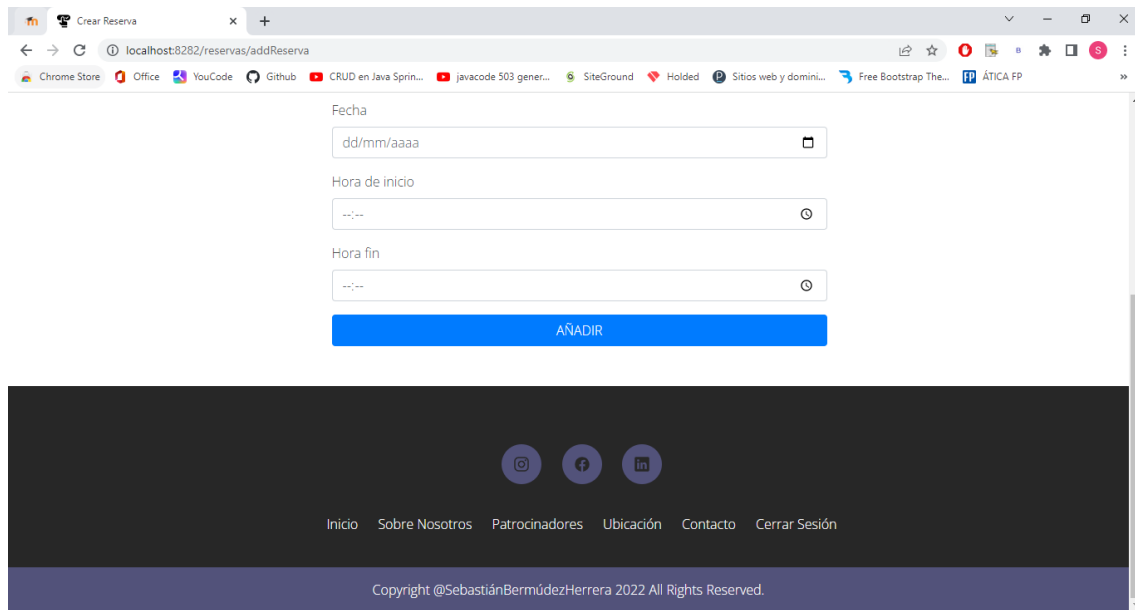 Crear Reserva
localhost:8282/reservas/addReserva
Chrome Store Office YouCode Github CRUD en Java Sprin... javacode 503 gener... SiteGround Holded Sitios web y domini... Free Bootstrap The... FP ÁTICA FP »
Fecha
dd/mm/aaaa
Hora de inicio
--:--
Hora fin
--:--
AÑADIR
Inicio Sobre Nosotros Patrocinadores Ubicación Contacto Cerrar Sesión
Copyright @SebastiánBermúdezHerrera 2022 All Rights Reserved.